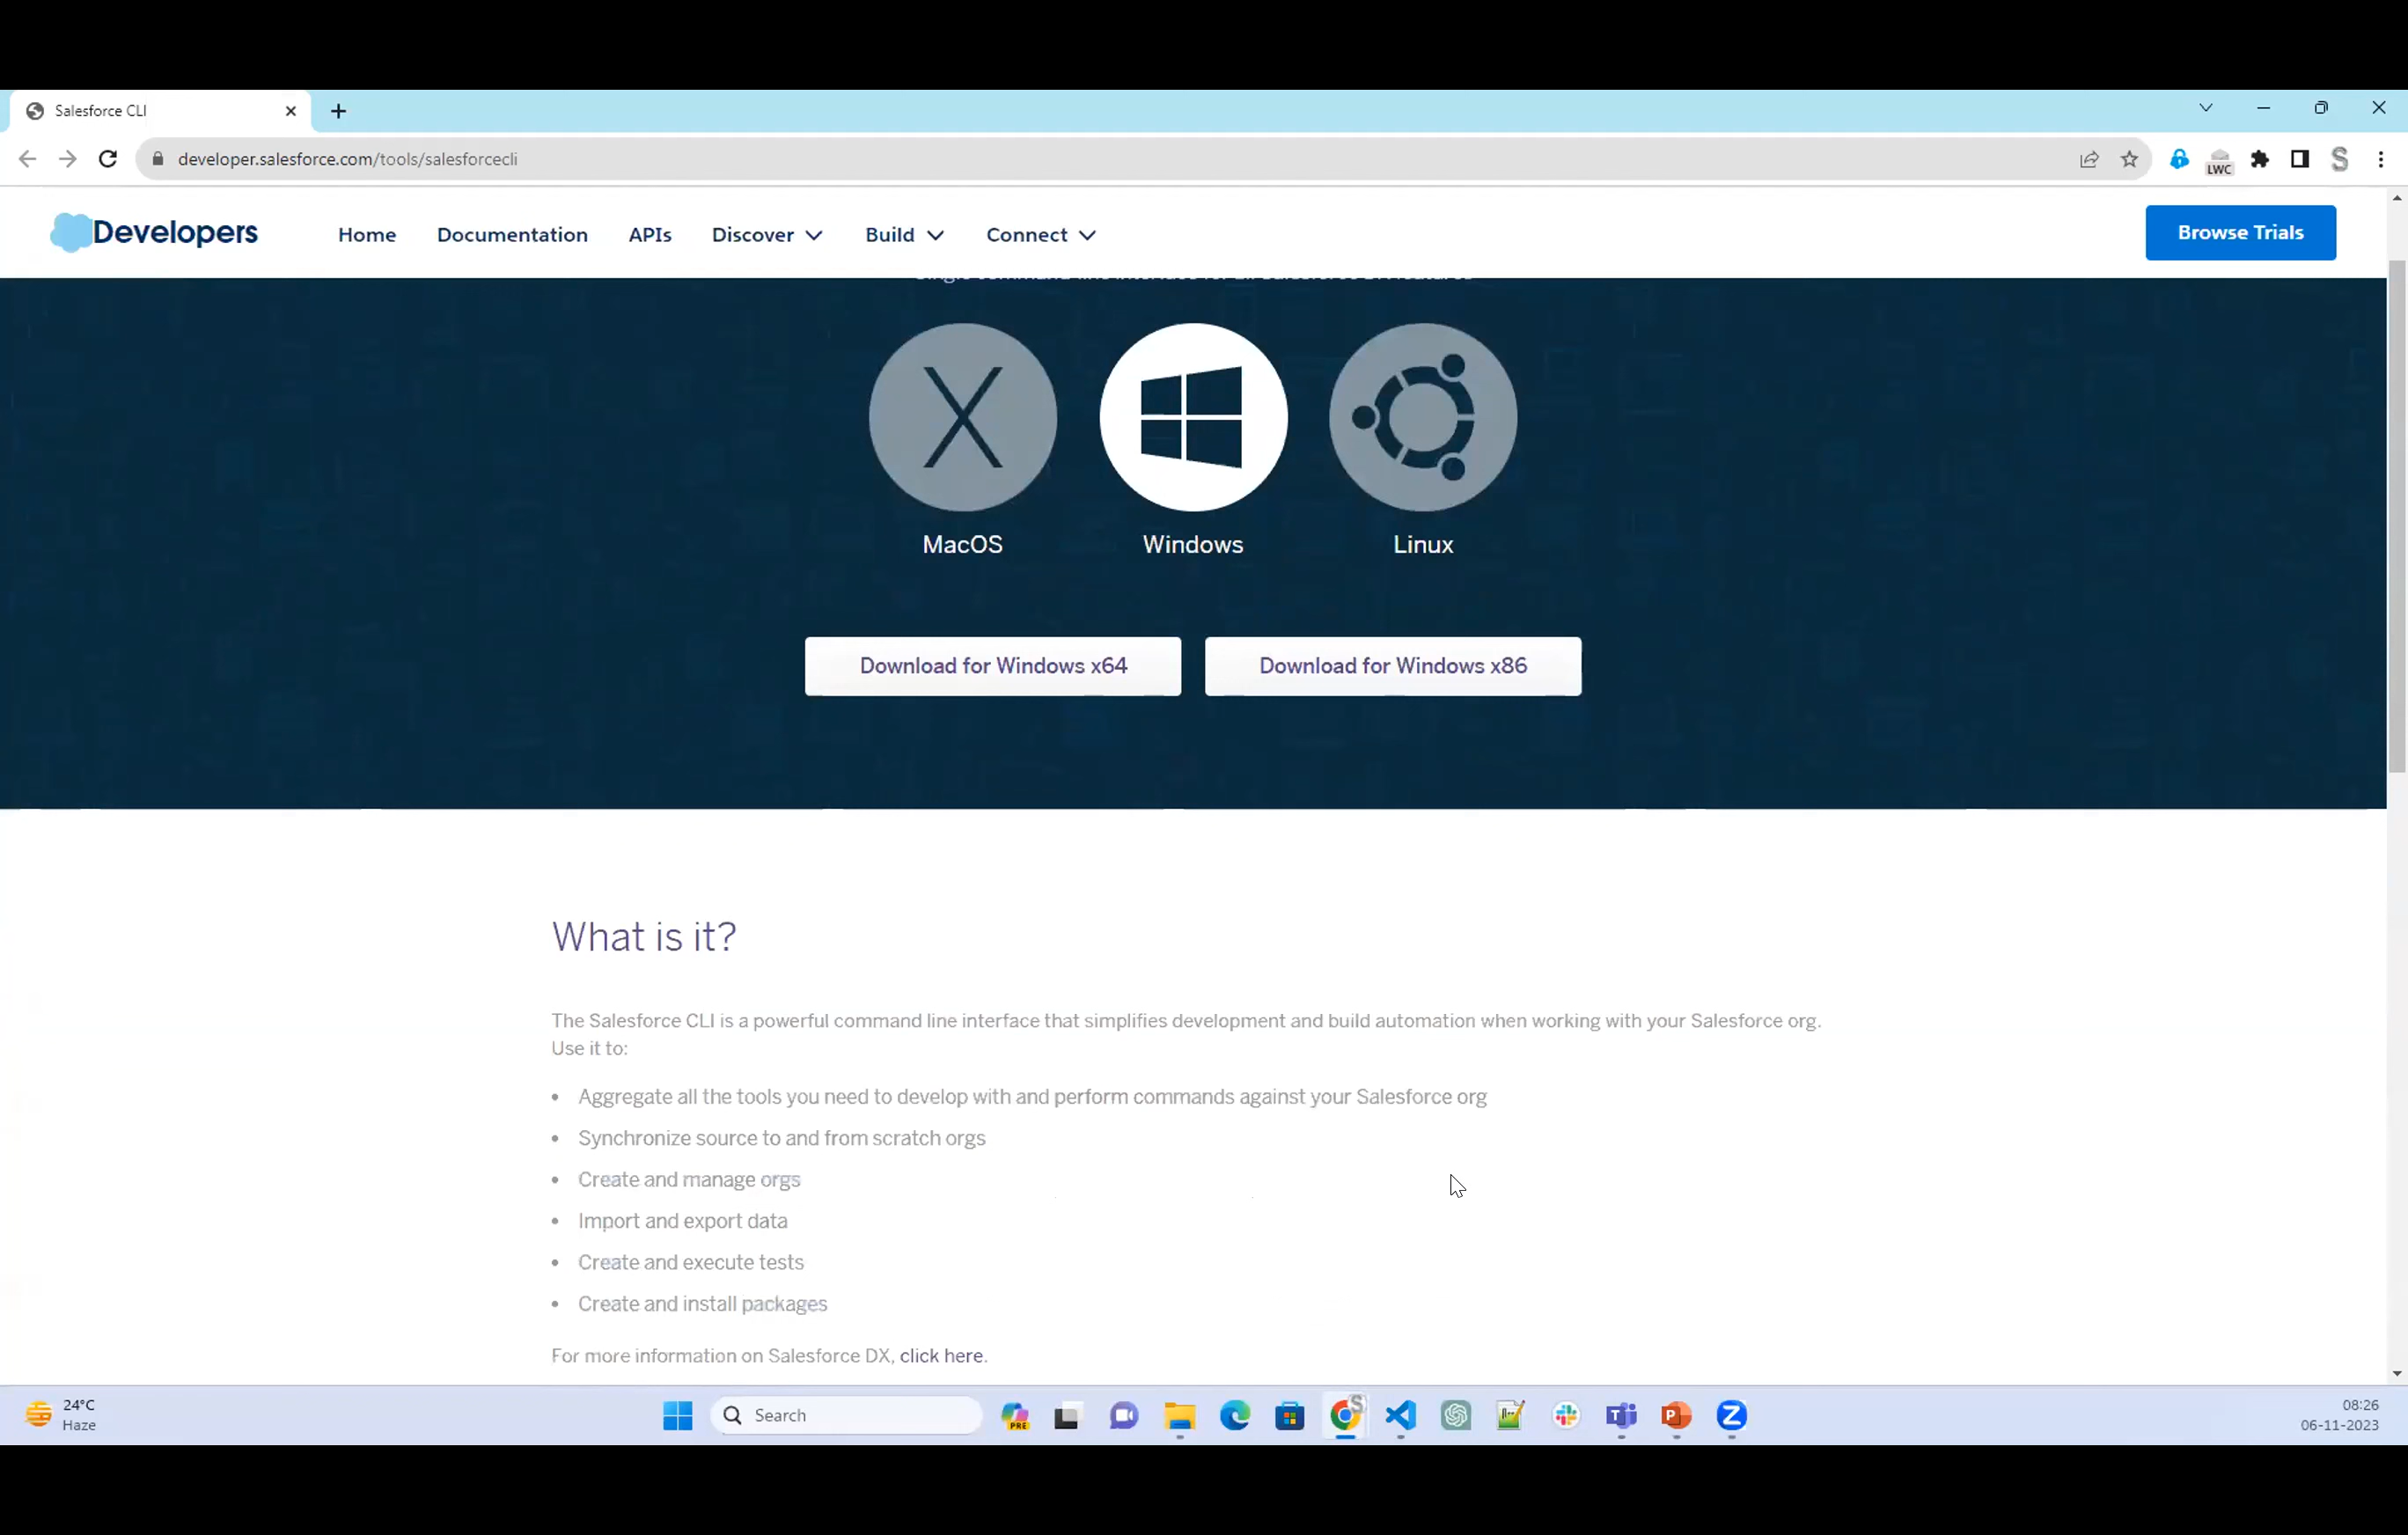 Salesforce CLI
developer.salesforce.com/tools/salesforcecli
LWC
S
Developers
Home
Documentation
APIs
Discover
Build
Connect
Browse Trials
MacOS
Windows
Linux
Download for Windows x64
Download for Windows x86
What is it?
The Salesforce CLI is a powerful command line interface that simplifies development and build automation when working with your Salesforce org.
Use it to:
• Aggregate all the tools you need to develop with and perform commands against your Salesforce org
• Synchronize source to and from scratch orgs
• Create and manage orgs
• Import and export data
• Create and execute tests
• Create and install packages
For more information on Salesforce DX, click here.
24°C
Haze
Search
PRE
08:26
06-11-2023